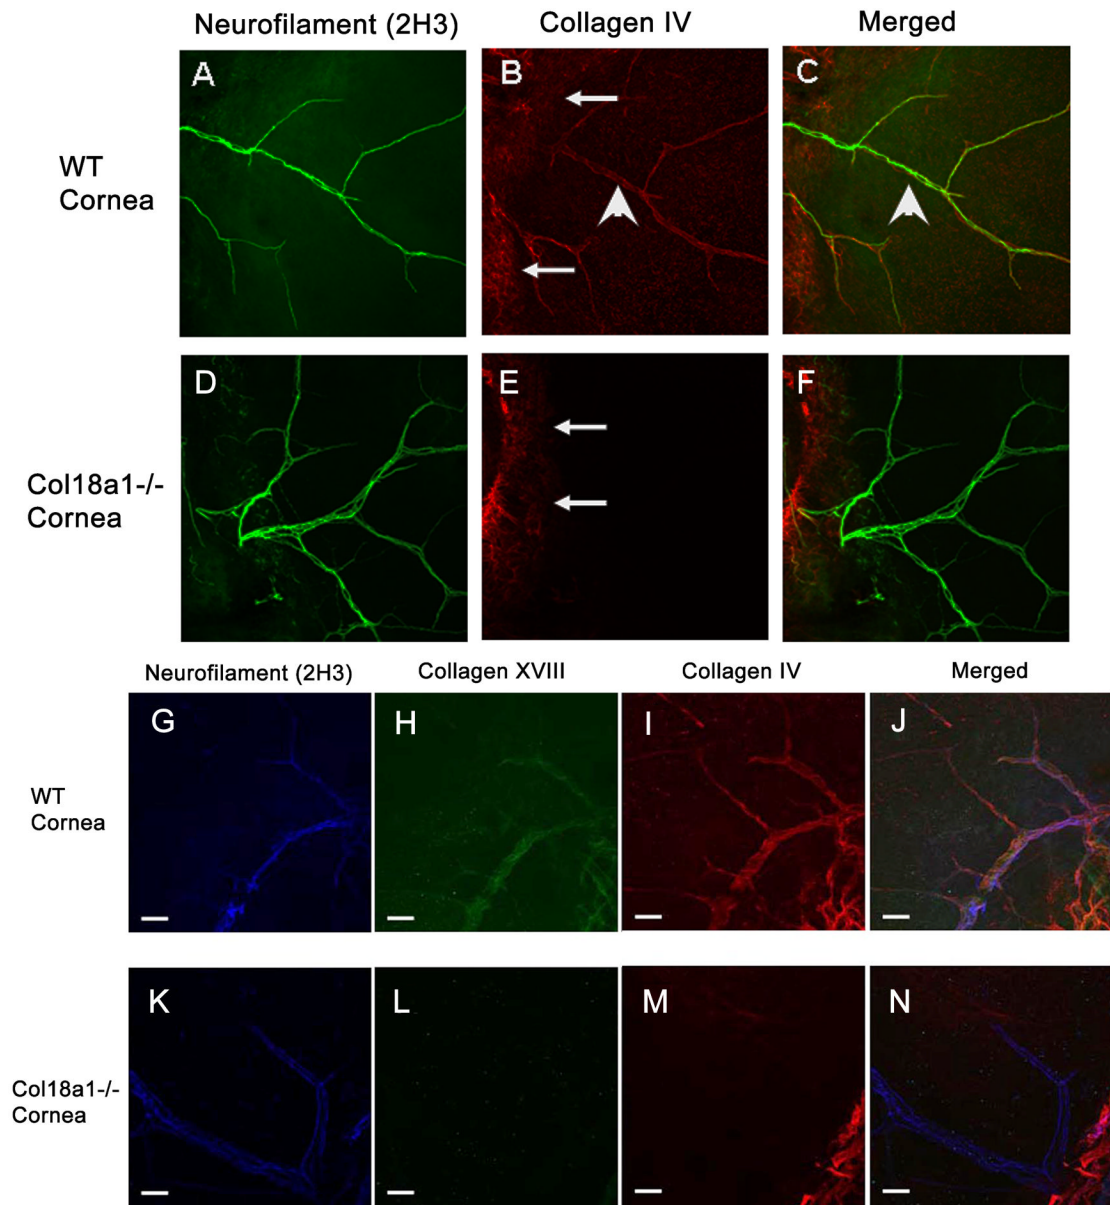 Neurofilament (2H3) Collagen IV Merged
WT
Cornea
A B C
Col18a1-/-
Cornea
D E F
Neurofilament (2H3) Collagen XVIII Collagen IV Merged
WT
Cornea
G H I J
Col18a1-/-
Cornea
K L M N